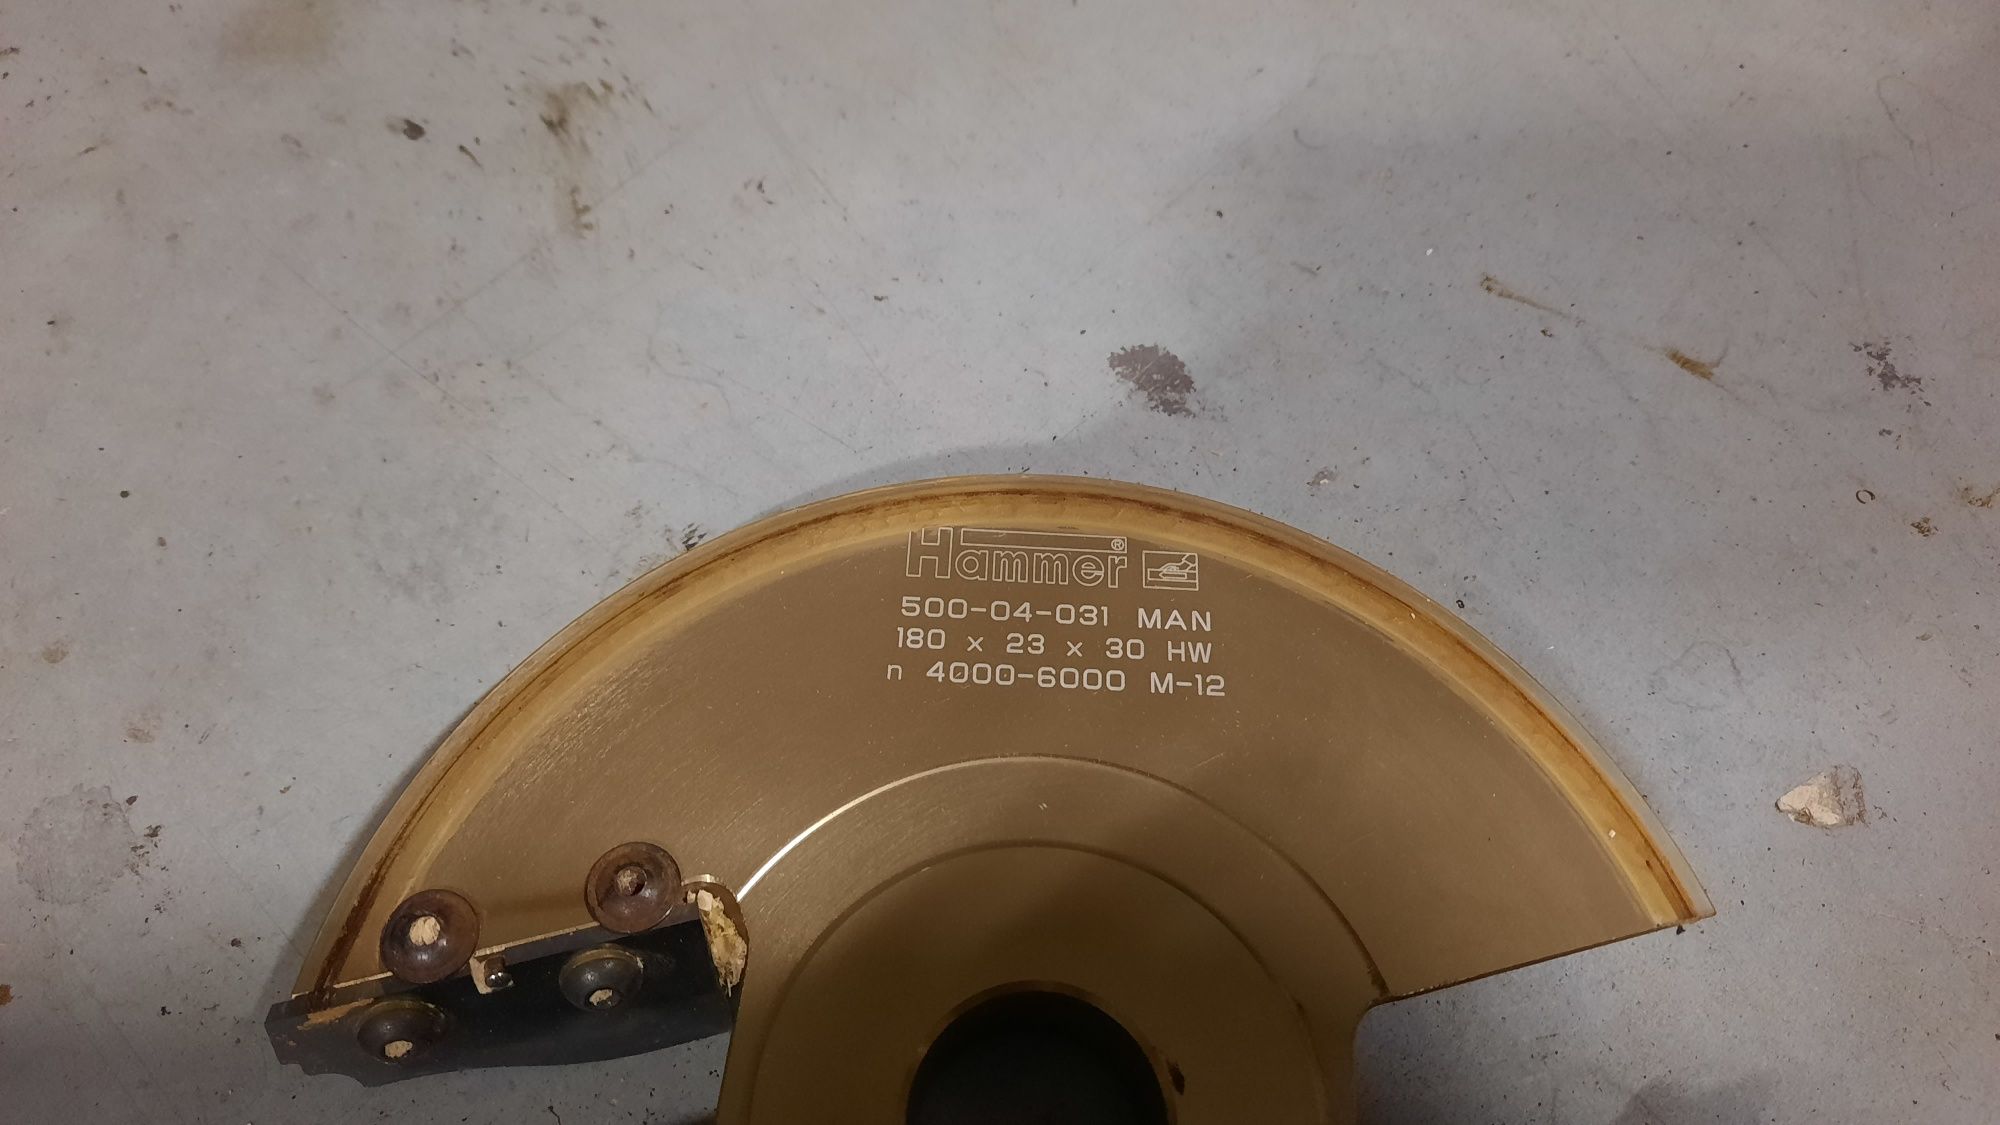 Hammer®
500-04-031 MAN
180 x 23 x 30 HW
n 4000-6000 M-12